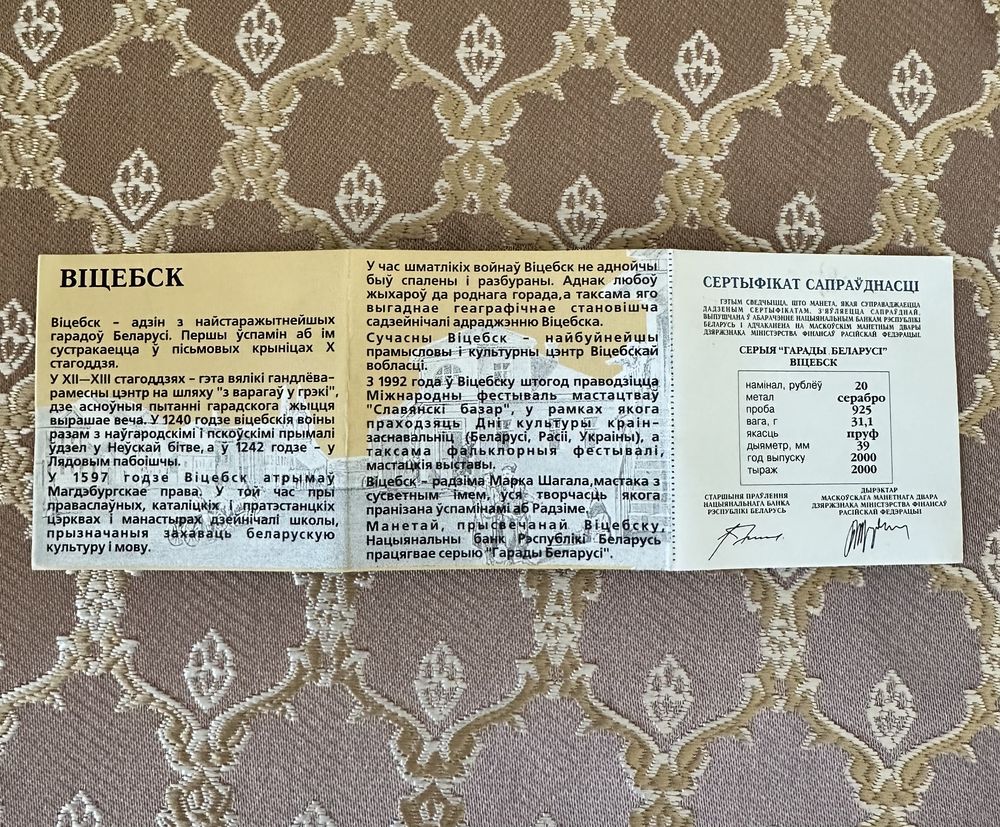 ВІЦЕБСК
Віцебск – адзін з найстаражытнейшых
гарадоў Беларусі. Першы ўспамін аб ім
сустракаецца ў пісьмовых крыніцах Х
стагоддзя.
У XII—XIII стагоддзях – гэта вялікі гандлёва-
рамесны цэнтр на шляху "з варагаў у грэкі",
дзе асноўныя пытанні гарадскога жыцця
вырашае веча. У 1240 годзе віцебскія воіны
разам з наўгародскімі і пскоўскімі прымалі
ўдзел у Неўскай бітве, а ў 1242 годзе – у
Лядовым пабоішчы.
У 1597 годзе Віцебск атрымаў
Магдэбургскае права. У той час пры
праваслаўных, каталіцкіх і пратэстанцкіх
цэрквах і манастырах дзейнічалі школы,
прызначаныя захаваць беларускую
культуру і мову.
У час шматлікіх войнаў Віцебск не аднойчы
быў спалены і разбураны. Аднак любоў
жыхароў да роднага горада, а таксама яго
выгаднае геаграфічнае становішча
садзейнічалі адраджэнню Віцебска.
Сучасны Віцебск – найбуйнейшы
прамысловы і культурны цэнтр Віцебскай
вобласці.
З 1992 года ў Віцебску штогод праводзіцца
Міжнародны фестываль мастацтваў
"Славянскі базар", у рамках якога
праходзяць Дні культуры краін-
заснавальніц (Беларусі, Расіі, Украіны), а
таксама фальклорныя фестывалі,
мастацкія выставы.
Віцебск – радзіма Марка Шагала, мастака з
сусветным імем, уся творчасць якога
пранізана ўспамінамі аб Радзіме.
Манетай, прысвечанай Віцебску,
Нацыянальны банк Рэспублікі Беларусь
працягвае серыю "Гарады Беларусі".
СЕРТЫФІКАТ САПРАЎДНАСЦІ
ГЭТЫМ СВЕДЧЫЦЦА, ШТО МАНЕТА, ЯКАЯ СУПРАВАДЖАЕЦЦА
ДАДЗЕНЫМ СЕРТЫФІКАТАМ, З'ЯЎЛЯЕЦЦА САПРАЎДНАЙ,
ВЫПУШЧАНА Ў АБАРАЧЭННЕ НАЦЫЯНАЛЬНЫМ БАНКАМ РЭСПУБЛІКІ
БЕЛАРУСЬ І АДЧАКАНЕНА НА МАСКОЎСКІМ МАНЕТНЫМ ДВАРЫ
ДЗЯРЖЗНАКА МІНІСТЭРСТВА ФІНАНСАЎ РАСІЙСКАЙ ФЕДЭРАЦЫІ.
СЕРЫЯ "ГАРАДЫ БЕЛАРУСІ"
ВІЦЕБСК
намінал, рублёў 20
метал серабро
проба 925
вага, г 31,1
якасць пруф
дыяметр, мм 39
год выпуску 2000
тыраж 2000
СТАРШЫНЯ ПРАЎЛЕННЯ
НАЦЫЯНАЛЬНАГА БАНКА
РЭСПУБЛІКІ БЕЛАРУСЬ
ДЫРЭКТАР
МАСКОЎСКАГА МАНЕТНАГА ДВАРА
ДЗЯРЖЗНАКА МІНІСТЭРСТВА ФІНАНСАЎ
РАСІЙСКАЙ ФЕДЭРАЦЫІ